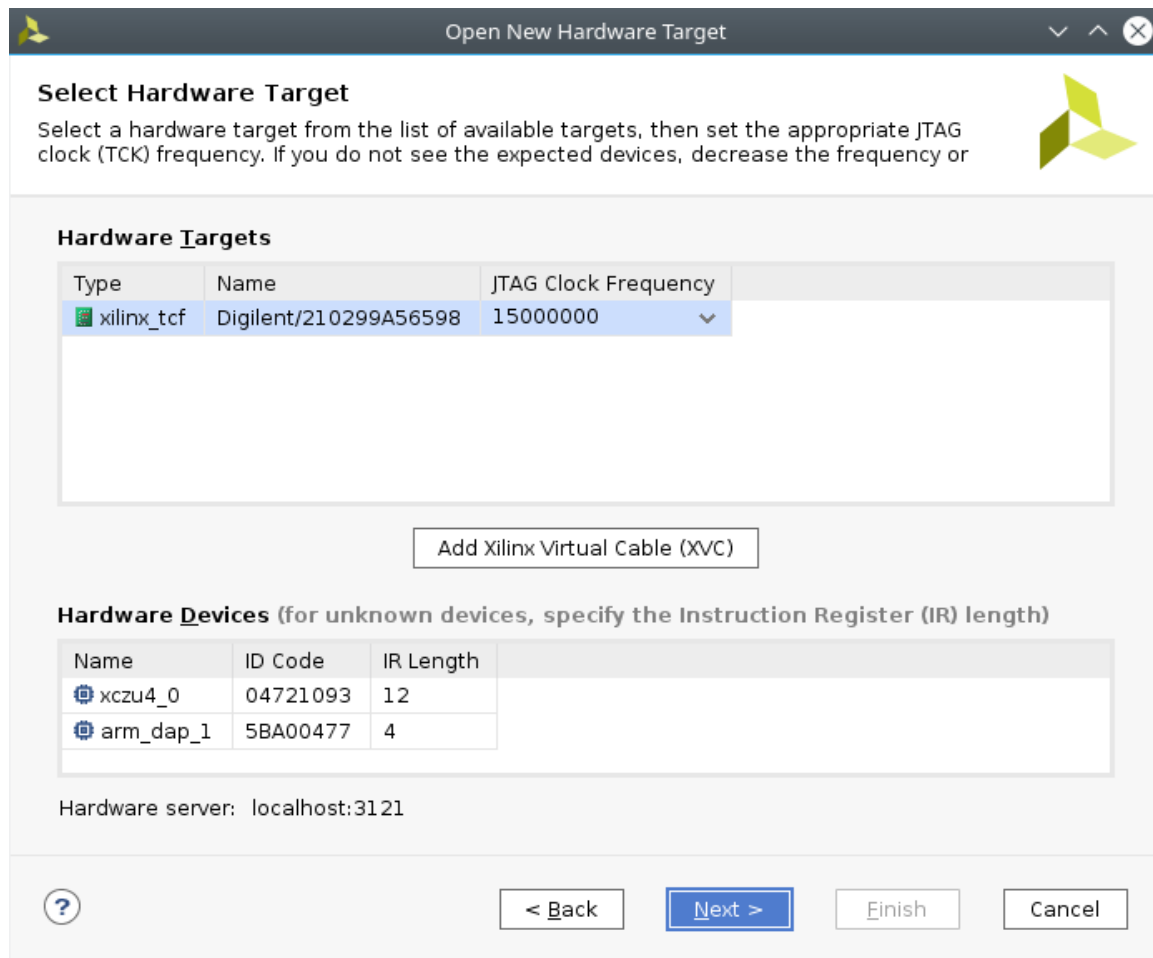 Open New Hardware Target
Select Hardware Target
Select a hardware target from the list of available targets, then set the appropriate JTAG
clock (TCK) frequency. If you do not see the expected devices, decrease the frequency or
Hardware Targets
Type Name JTAG Clock Frequency
xilinx_tcf Digilent/210299A56598 15000000
Add Xilinx Virtual Cable (XVC)
Hardware Devices (for unknown devices, specify the Instruction Register (IR) length)
Name ID Code IR Length
xczu4_0 04721093 12
arm_dap_1 5BA00477 4
Hardware server: localhost:3121
? < Back Next > Finish Cancel